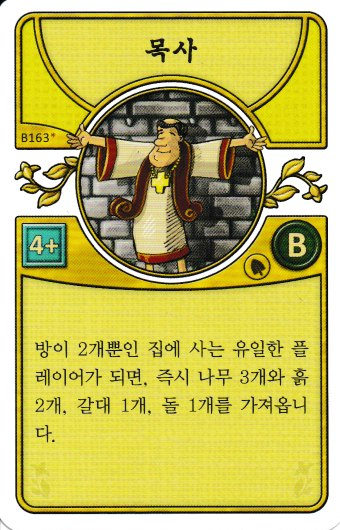 목사
B163*
4+
B
방이 2개뿐인 집에 사는 유일한 플
레이어가 되면, 즉시 나무 3개와 흙
2개, 갈대 1개, 돌 1개를 가져옵니
다.